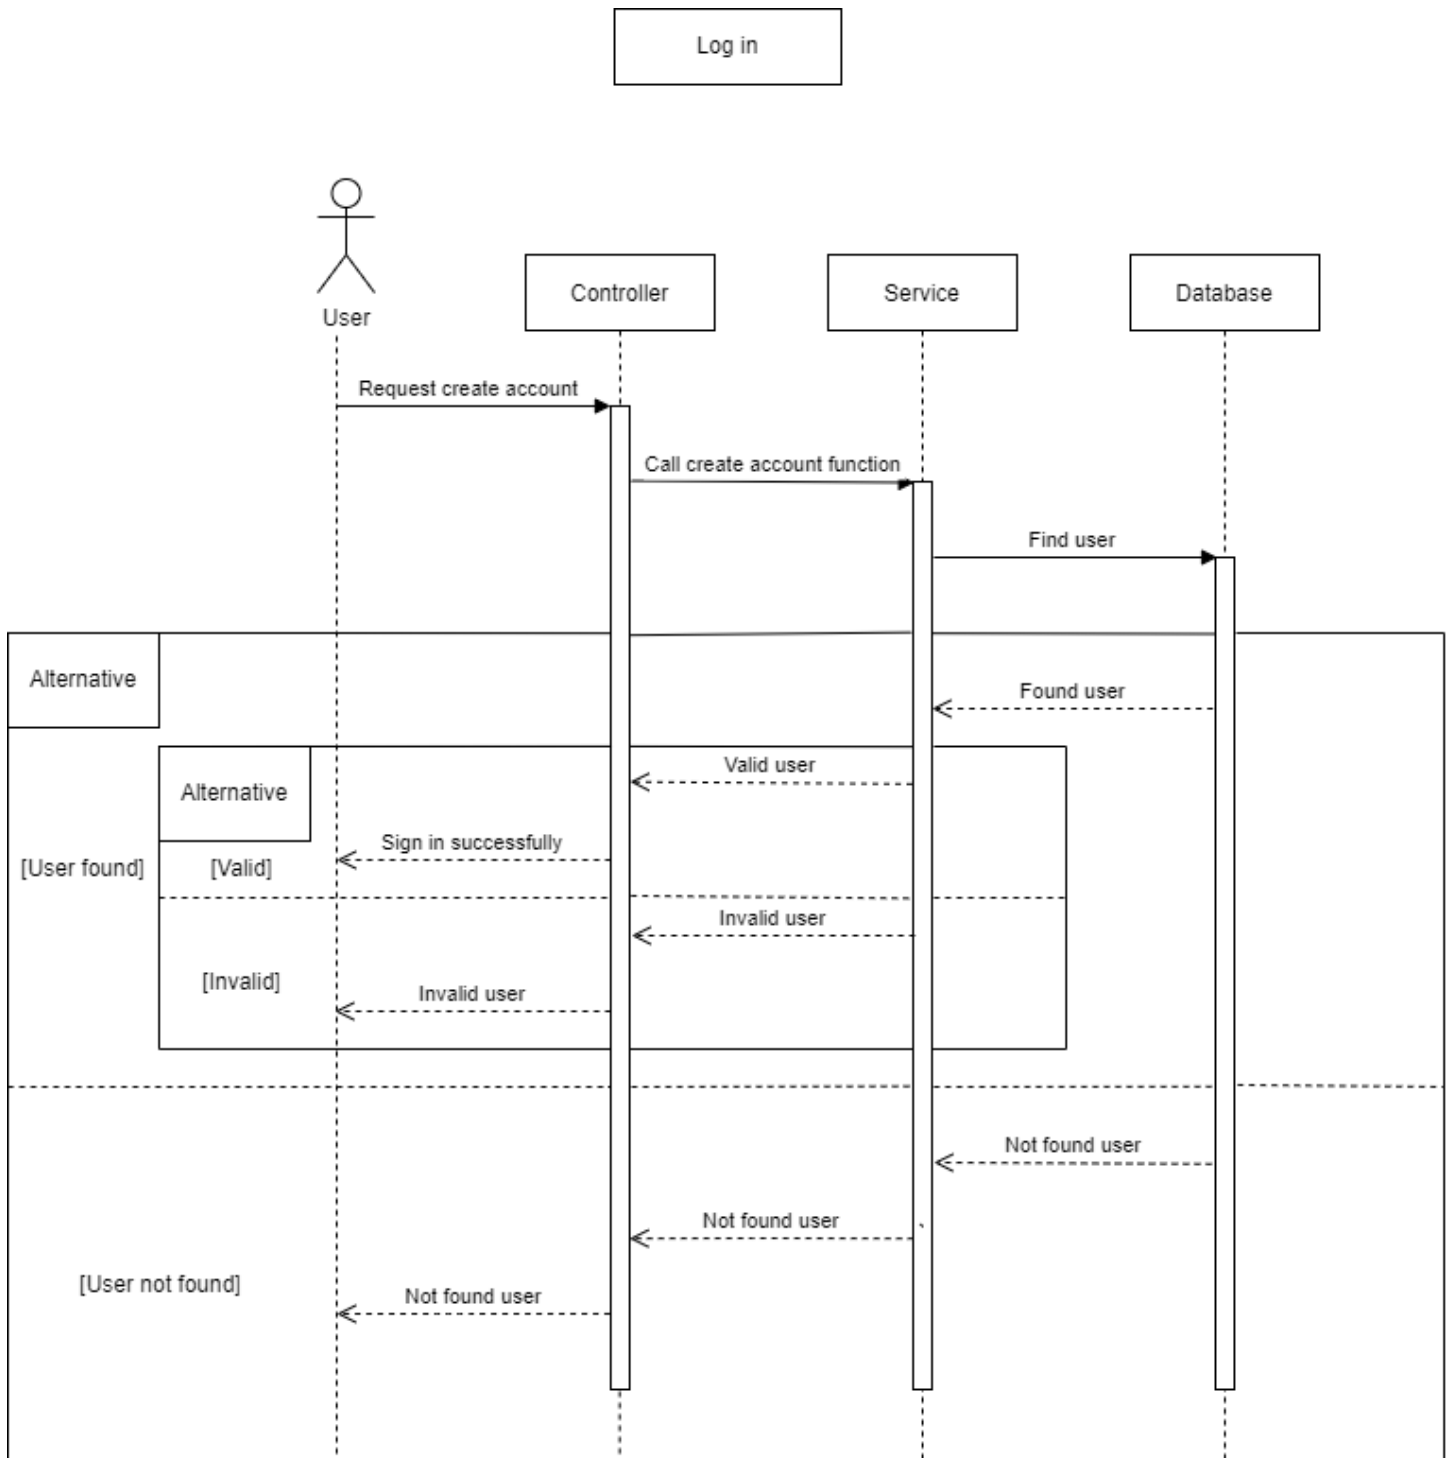 Log in
User
Controller
Service
Database
Request create account
Call create account function
Find user
Alternative
Found user
Alternative
Valid user
Sign in successfully
[User found]
[Valid]
Invalid user
[Invalid]
Invalid user
Not found user
Not found user
[User not found]
Not found user